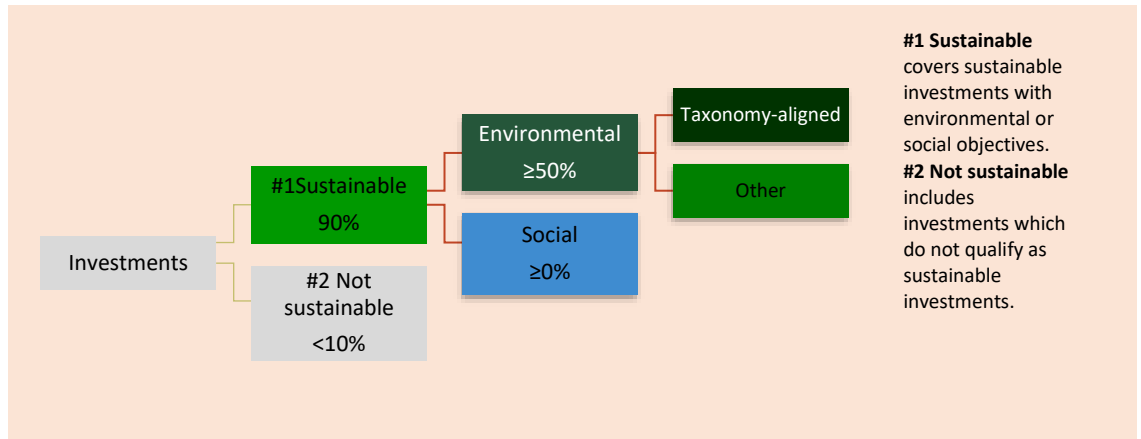 Investments
#1Sustainable
90%
#2 Not
sustainable
<10%
Environmental
≥50%
Social
≥0%
Taxonomy-aligned
Other
#1 Sustainable
covers sustainable
investments with
environmental or
social objectives.
#2 Not sustainable
includes
investments which
do not qualify as
sustainable
investments.